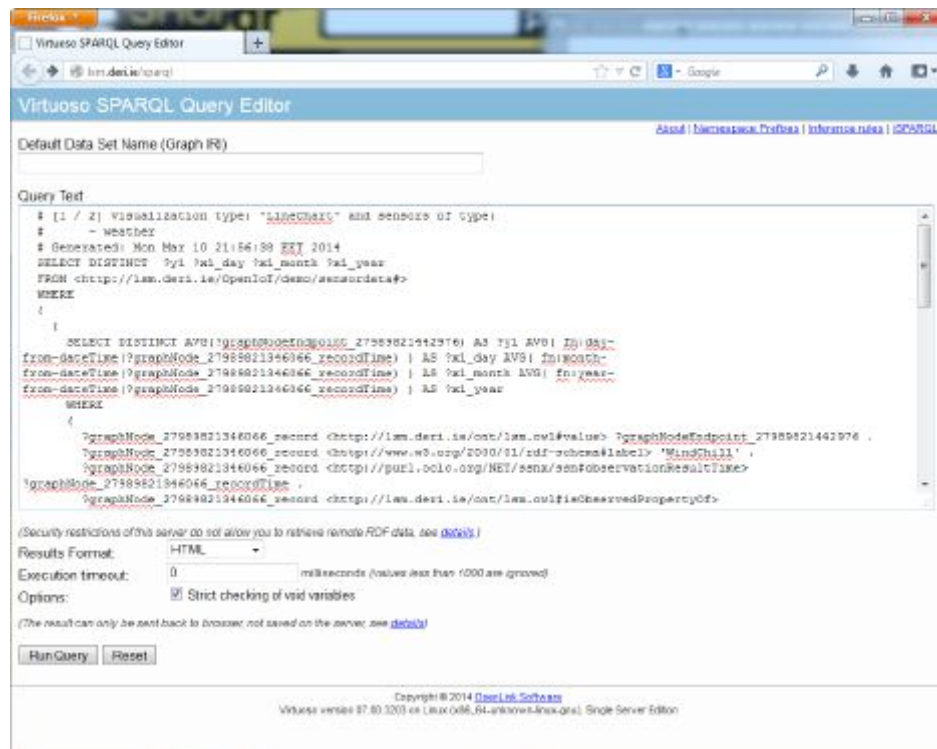 Firefox
Virtuoso SPARQL Query Editor
+
lsm.deri.ie/sparql
Google
Virtuoso SPARQL Query Editor
About | Namespace Prefixes | Inference rules | iSPARQL
Default Data Set Name (Graph IRI)
Query Text
# [1 / 2] visualization type: "LineChart" and sensors of type:
# - weather
# Generated: Mon Mar 10 21:56:38 EET 2014
SELECT DISTINCT ?y1 ?x1_day ?x1_month ?x1_year
FROM <http://lsm.deri.ie/OpenIoT/demo/sensordata#>
WHERE
{
{
SELECT DISTINCT AVG(?graphNodeEndpoint_27989821442976) AS ?y1 AVG( fn:day-
from-dateTime(?graphNode_27989821346066_recordTime) ) AS ?x1_day AVG( fn:month-
from-dateTime(?graphNode_27989821346066_recordTime) ) AS ?x1_month AVG( fn:year-
from-dateTime(?graphNode_27989821346066_recordTime) ) AS ?x1_year
WHERE
{
?graphNode_27989821346066_record <http://lsm.deri.ie/ont/lsm.owl#value> ?graphNodeEndpoint_27989821442976 .
?graphNode_27989821346066_record <http://www.w3.org/2000/01/rdf-schema#label> 'WindChill' .
?graphNode_27989821346066_record <http://purl.oclc.org/NET/ssnx/ssn#observationResultTime>
?graphNode_27989821346066_recordTime .
?graphNode_27989821346066_record <http://lsm.deri.ie/ont/lsm.owl#isObservedPropertyOf>
(Security restrictions of this server do not allow you to retrieve remote RDF data, see details.)
Results Format: HTML
Execution timeout: 0 milliseconds (values less than 1000 are ignored)
Options: Strict checking of void variables
(The result can only be sent back to browser, not saved on the server, see details)
Run Query Reset
Copyright © 2014 OpenLink Software
Virtuoso version 07.00.3203 on Linux (x86_64-unknown-linux-gnu), Single Server Edition